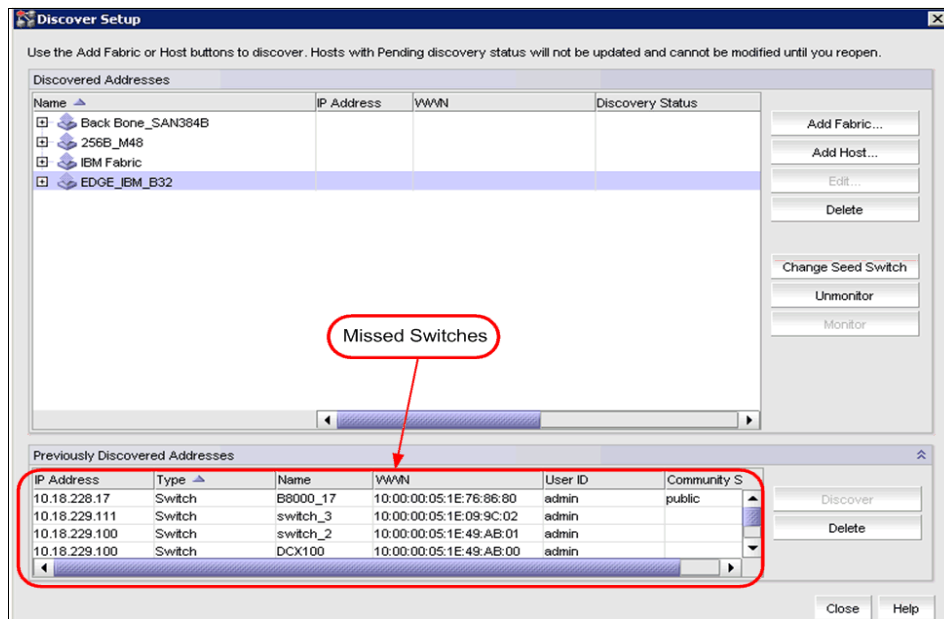 Discover Setup
Use the Add Fabric or Host buttons to discover. Hosts with Pending discovery status will not be updated and cannot be modified until you reopen.
Discovered Addresses
Name IP Address WWN Discovery Status
Back Bone_SAN384B
256B_M48
IBM Fabric
EDGE_IBM_B32
Add Fabric...
Add Host...
Edit...
Delete
Change Seed Switch
Unmonitor
Monitor
Missed Switches
Previously Discovered Addresses
IP Address Type Name WWN User ID Community S
10.18.228.17 Switch B8000_17 10:00:00:05:1E:76:86:80 admin public
10.18.229.111 Switch switch_3 10:00:00:05:1E:09:9C:02 admin
10.18.229.100 Switch switch_2 10:00:00:05:1E:49:AB:01 admin
10.18.229.100 Switch DCX100 10:00:00:05:1E:49:AB:00 admin
Discover
Delete
Close Help